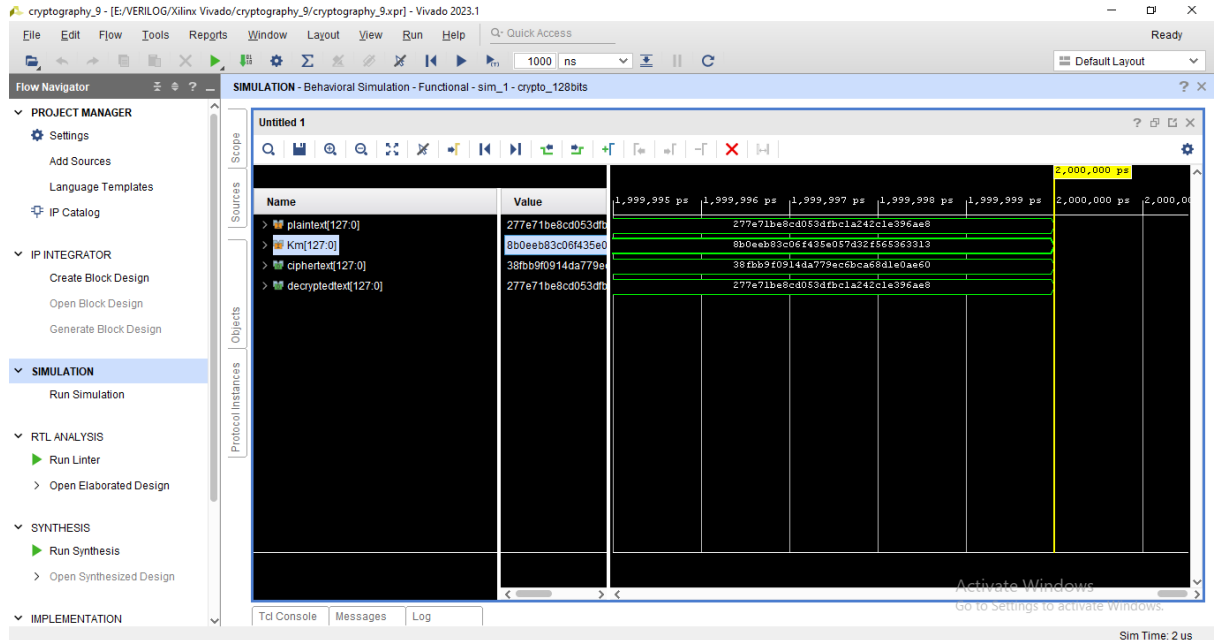 cryptography_9 - [E:/VERILOG/Xilinx Vivado/cryptography_9/cryptography_9.xpr] - Vivado 2023.1
File Edit Flow Tools Reports Window Layout View Run Help Quick Access Ready
1000 ns Default Layout
Flow Navigator
SIMULATION - Behavioral Simulation - Functional - sim_1 - crypto_128bits
PROJECT MANAGER
Settings
Add Sources
Language Templates
IP Catalog
IP INTEGRATOR
Create Block Design
Open Block Design
Generate Block Design
SIMULATION
Run Simulation
RTL ANALYSIS
Run Linter
Open Elaborated Design
SYNTHESIS
Run Synthesis
Open Synthesized Design
IMPLEMENTATION
Scope
Sources
Objects
Protocol Instances
Untitled 1
2,000,000 ps
Name Value 1,999,995 ps 1,999,996 ps 1,999,997 ps 1,999,998 ps 1,999,999 ps 2,000,000 ps 2,000,00
plaintext[127:0] 277e71be8cd053dfb 277e71be8cd053dfbc1a242c1e396ae8
Km[127:0] 8b0eeb83c06f435e0 8b0eeb83c06f435e057d32f565363313
ciphertext[127:0] 38fbb9f0914da779e 38fbb9f0914da779ec6bca68d1e0ae60
decryptedtext[127:0] 277e71be8cd053dfb 277e71be8cd053dfbc1a242c1e396ae8
Activate Windows
Go to Settings to activate Windows.
Tcl Console Messages Log
Sim Time: 2 us